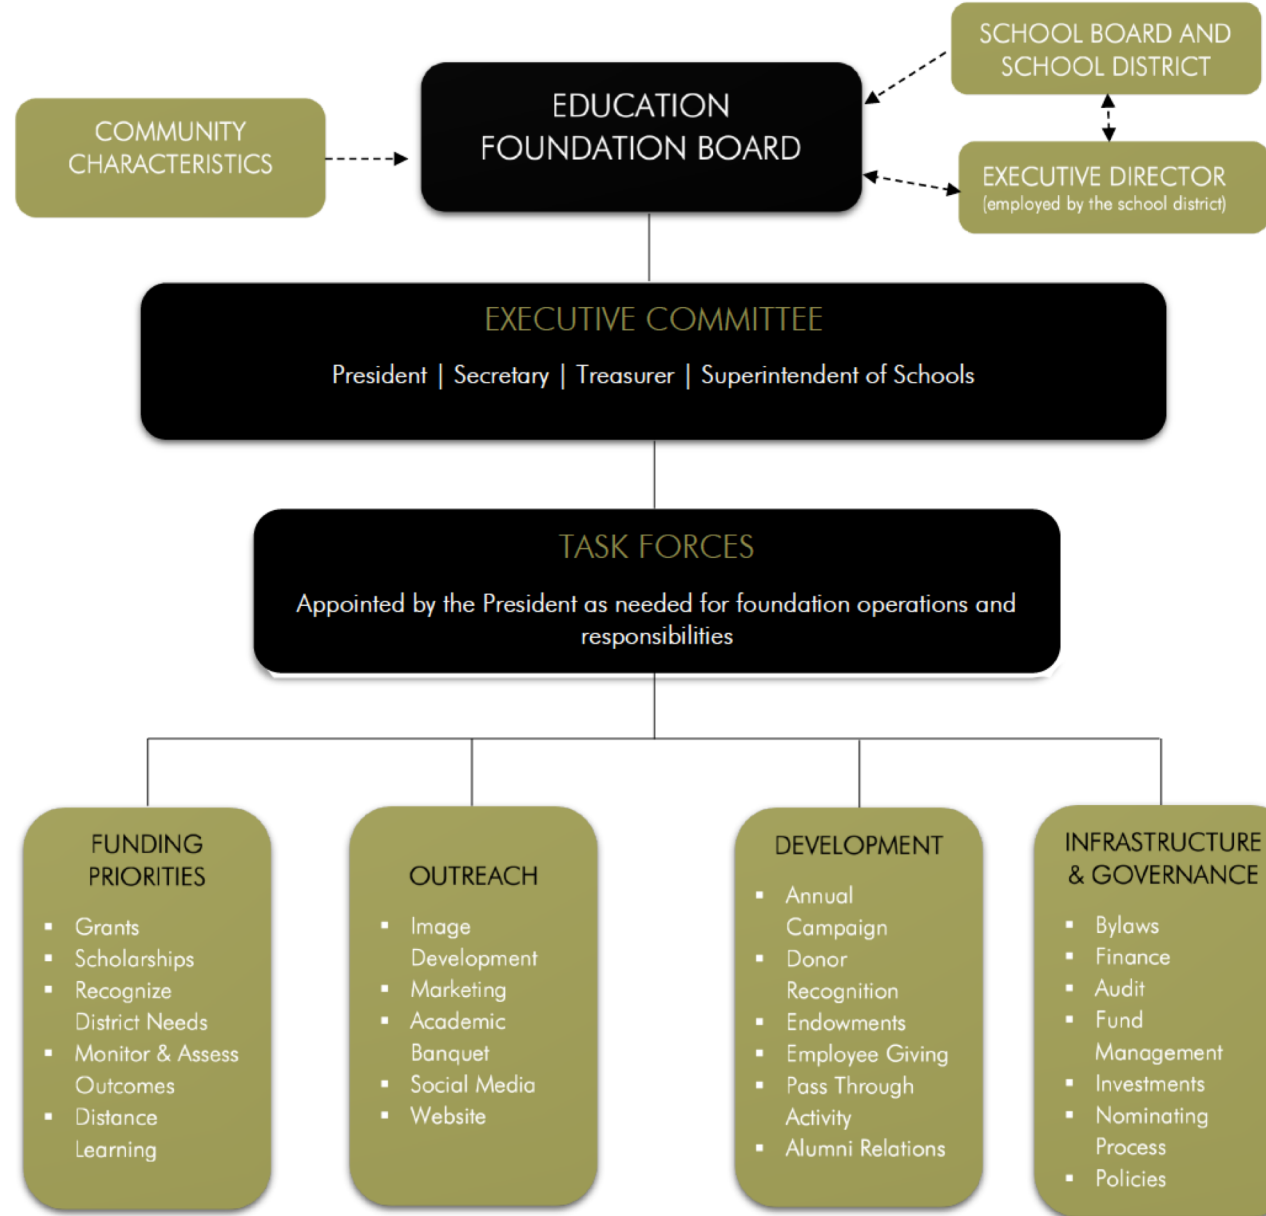 SCHOOL BOARD AND
SCHOOL DISTRICT
EDUCATION
FOUNDATION BOARD
COMMUNITY
CHARACTERISTICS
EXECUTIVE DIRECTOR
(employed by the school district)
EXECUTIVE COMMITTEE
President | Secretary | Treasurer | Superintendent of Schools
TASK FORCES
Appointed by the President as needed for foundation operations and
responsibilities
FUNDING
PRIORITIES
▪ Grants
▪ Scholarships
▪ Recognize
District Needs
▪ Monitor & Assess
Outcomes
▪ Distance
Learning
OUTREACH
▪ Image
Development
▪ Marketing
▪ Academic
Banquet
▪ Social Media
▪ Website
DEVELOPMENT
▪ Annual
Campaign
▪ Donor
Recognition
▪ Endowments
▪ Employee Giving
▪ Pass Through
Activity
▪ Alumni Relations
INFRASTRUCTURE
& GOVERNANCE
▪ Bylaws
▪ Finance
▪ Audit
▪ Fund
Management
▪ Investments
▪ Nominating
Process
▪ Policies